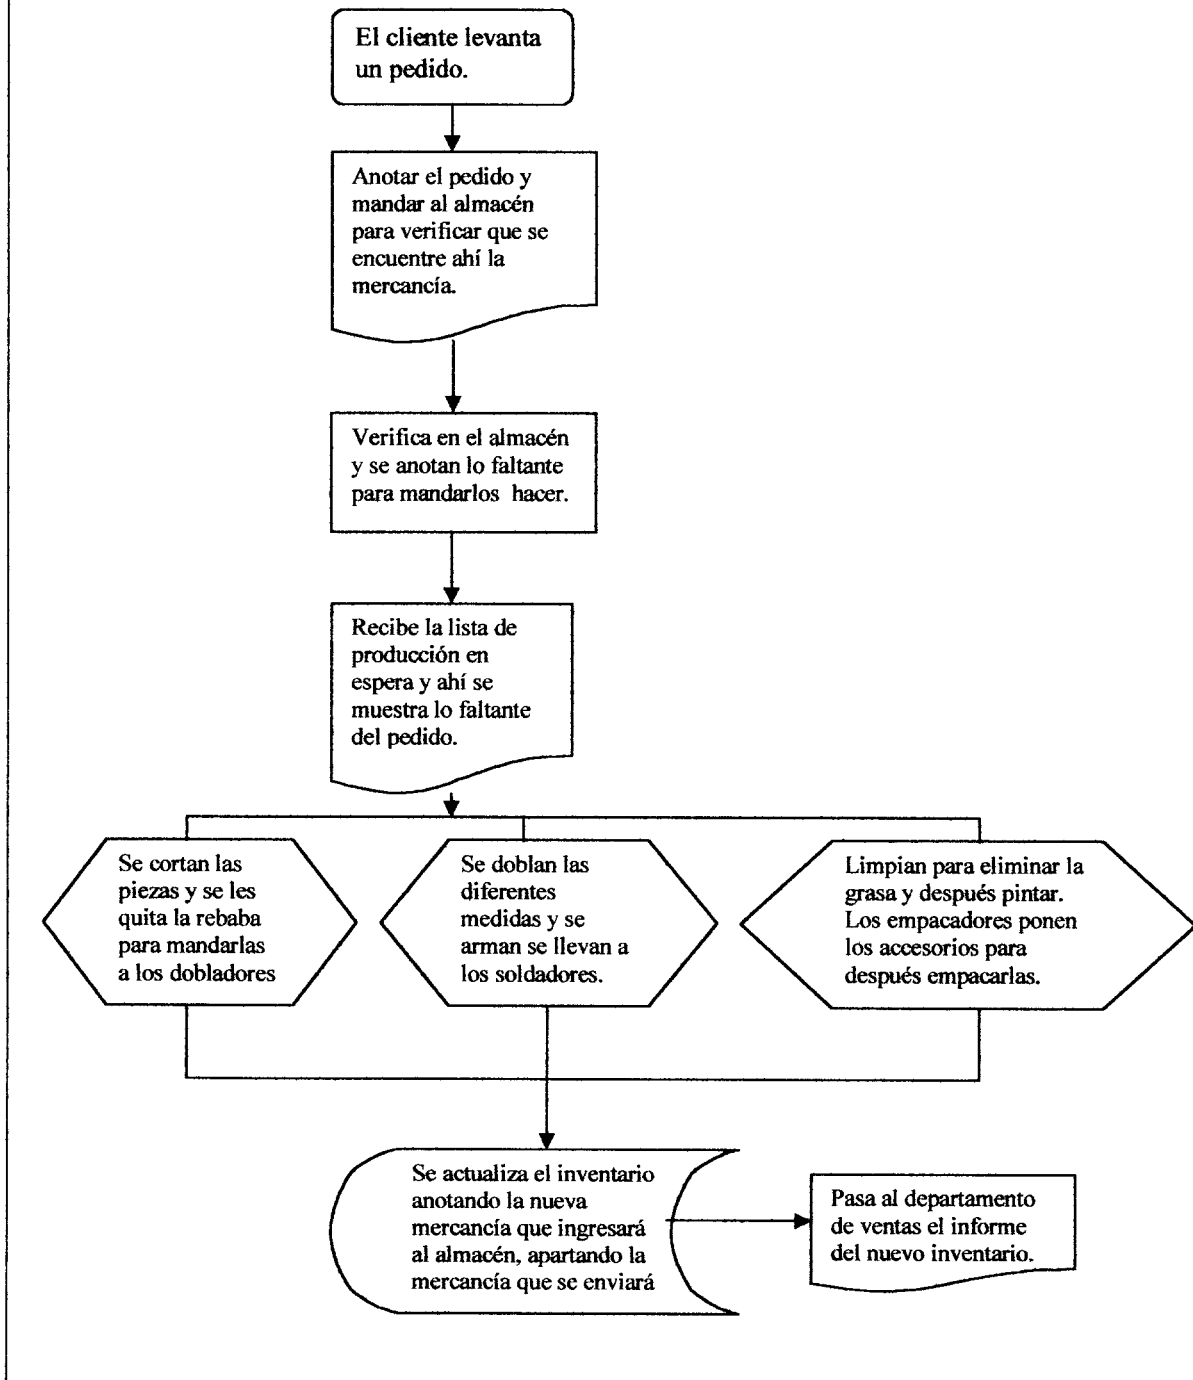 El cliente levanta
un pedido.
Anotar el pedido y
mandar al almacén
para verificar que se
encuentre ahí la
mercancía.
Verifica en el almacén
y se anotan lo faltante
para mandarlos hacer.
Recibe la lista de
producción en
espera y ahí se
muestra lo faltante
del pedido.
Se cortan las
piezas y se les
quita la rebaba
para mandarlas
a los dobladores
Se doblan las
diferentes
medidas y se
arman se llevan a
los soldadores.
Limpian para eliminar la
grasa y después pintar.
Los empacadores ponen
los accesorios para
después empacarlas.
Se actualiza el inventario
anotando la nueva
mercancía que ingresará
al almacén, apartando la
mercancía que se enviará
Pasa al departamento
de ventas el informe
del nuevo inventario.